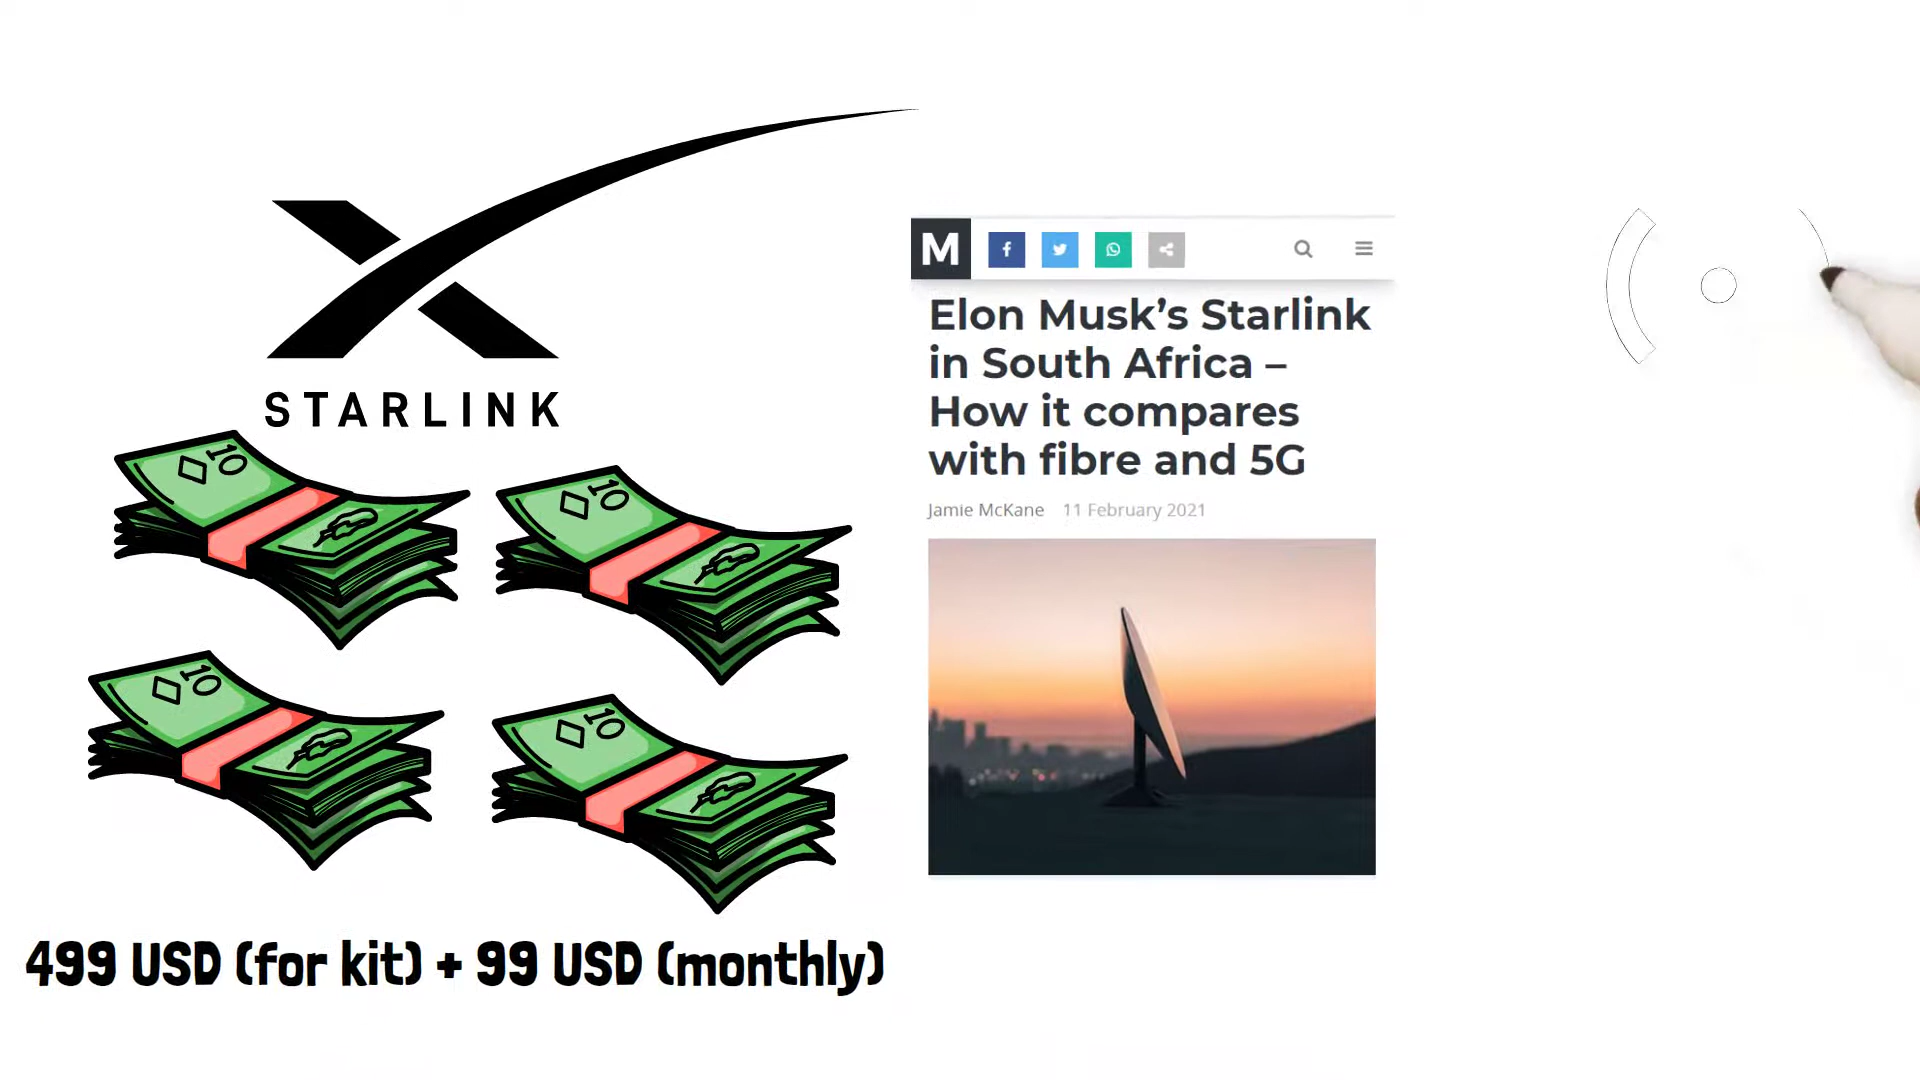 STARLINK
10
10
10
10
499 USD (for kit) + 99 USD (monthly)
M
Elon Musk’s Starlink
in South Africa –
How it compares
with fibre and 5G
Jamie McKane 11 February 2021